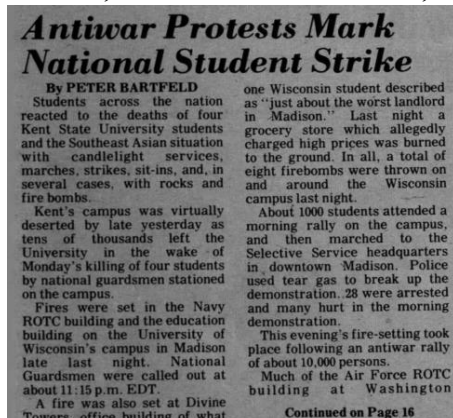 Antiwar Protests Mark
National Student Strike
By PETER BARTFELD
Students across the nation
reacted to the deaths of four
Kent State University students
and the Southeast Asian situation
with candlelight services,
marches, strikes, sit-ins, and, in
several cases, with rocks and
fire bombs.
Kent's campus was virtually
deserted by late yesterday as
tens of thousands left the
University in the wake of
Monday's killing of four students
by national guardsmen stationed
on the campus.
Fires were set in the Navy
ROTC building and the education
building on the University of
Wisconsin's campus in Madison
late last night. National
Guardsmen were called out at
about 11:15 p.m. EDT.
A fire was also set at Divine
Towers, office building of what
one Wisconsin student described
as "just about the worst landlord
in Madison." Last night a
grocery store which allegedly
charged high prices was burned
to the ground. In all, a total of
eight firebombs were thrown on
and around the Wisconsin
campus last night.
About 1000 students attended a
morning rally on the campus,
and then marched to the
Selective Service headquarters
in downtown Madison. Police
used tear gas to break up the
demonstration. 28 were arrested
and many hurt in the morning
demonstration.
This evening's fire-setting took
place following an antiwar rally
of about 10,000 persons.
Much of the Air Force ROTC
building at Washington
Continued on Page 16